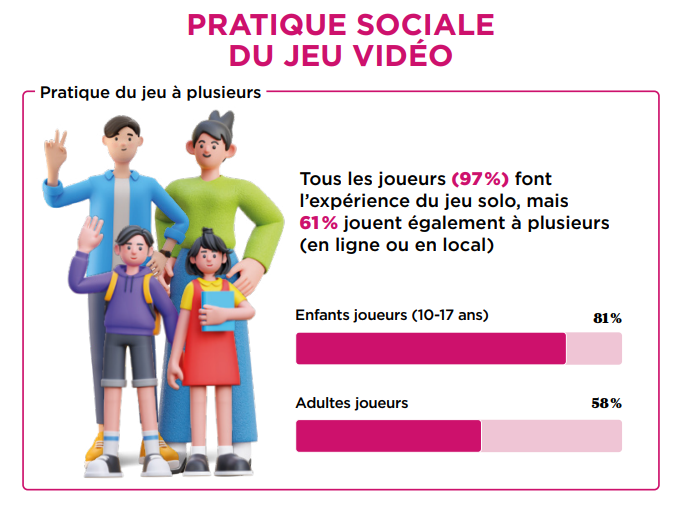 PRATIQUE SOCIALE
DU JEU VIDÉO
Pratique du jeu à plusieurs
Tous les joueurs (97 %) font
l'expérience du jeu solo, mais
61 % jouent également à plusieurs
(en ligne ou en local)
Enfants joueurs (10-17 ans)
81 %
Adultes joueurs
58 %